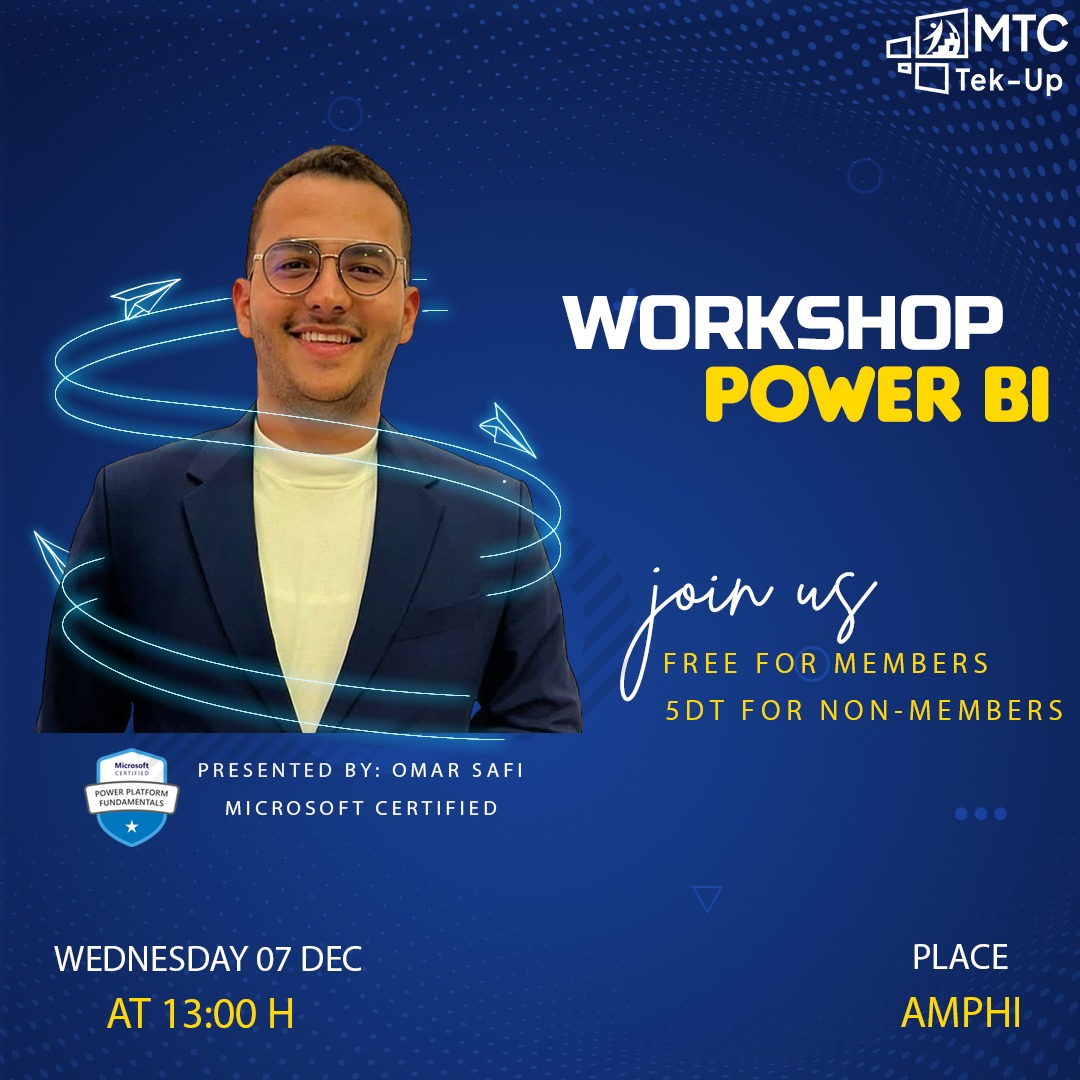 MTC
Tek-Up
WORKSHOP
POWER BI
join us
FREE FOR MEMBERS
5DT FOR NON-MEMBERS
Microsoft
CERTIFIED
POWER PLATFORM
FUNDAMENTALS
PRESENTED BY: OMAR SAFI
MICROSOFT CERTIFIED
WEDNESDAY 07 DEC
AT 13:00 H
PLACE
AMPHI